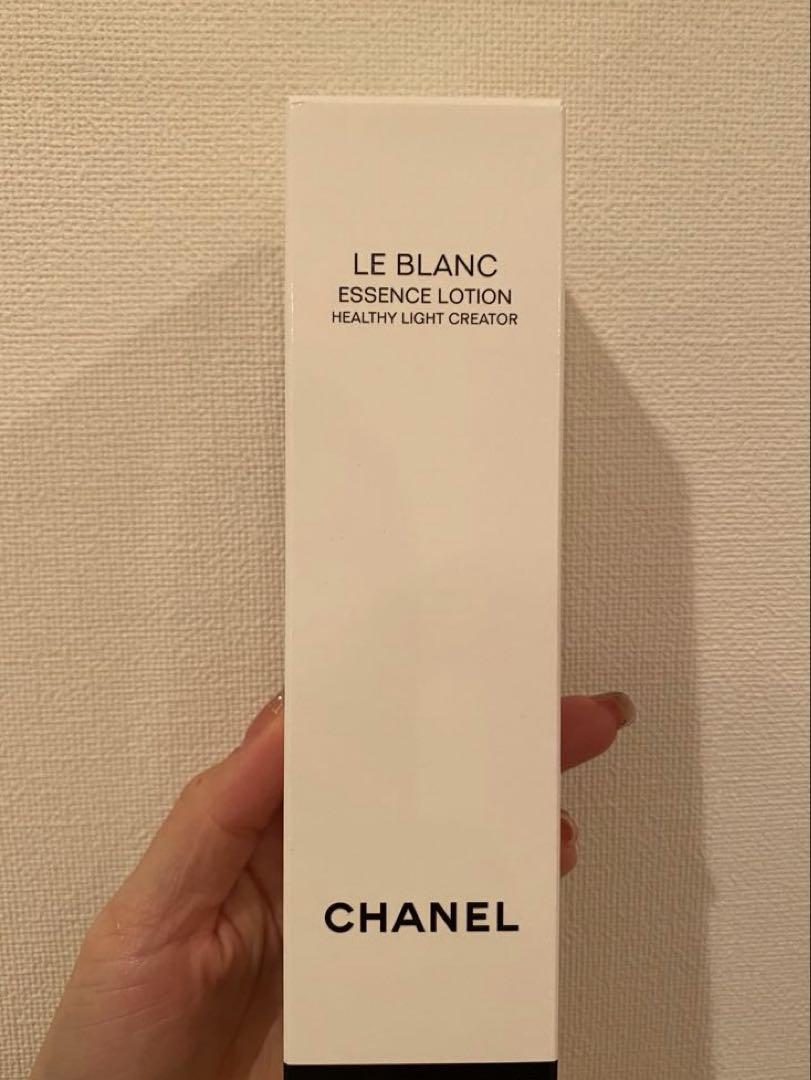 LE BLANC
ESSENCE LOTION
HEALTHY LIGHT CREATOR
CHANEL